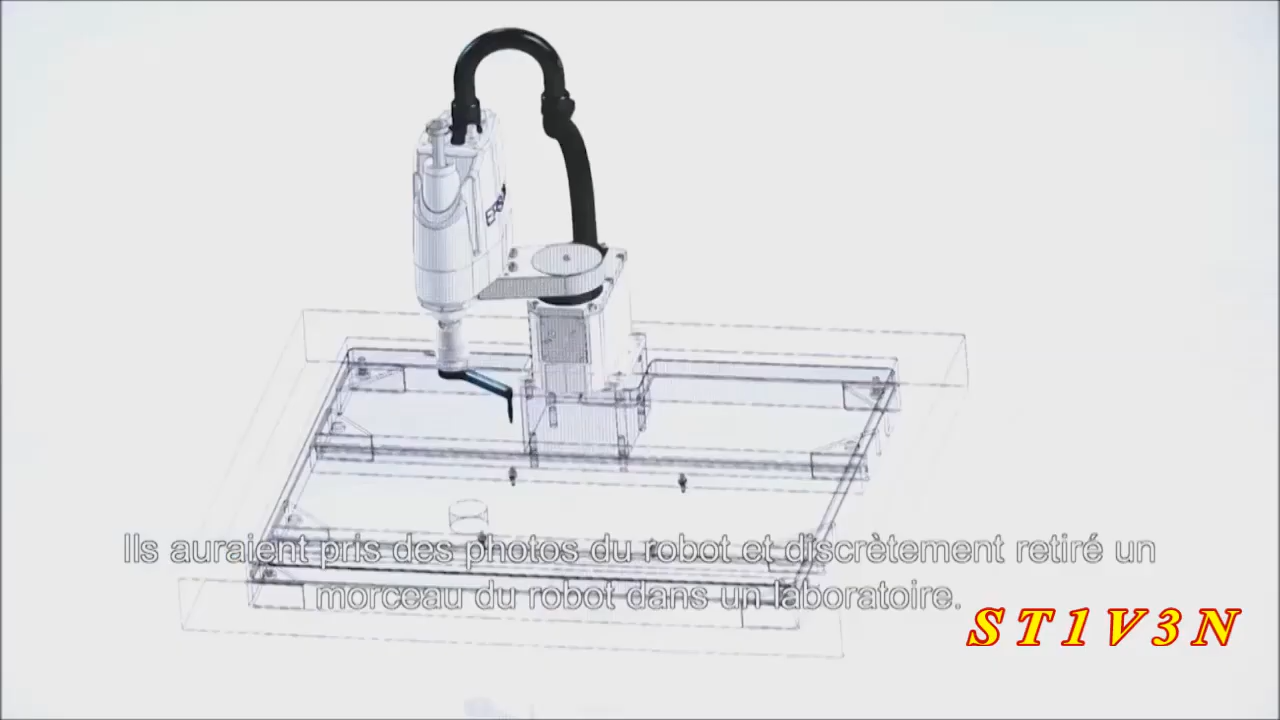 Ils auraient pris des photos du robot et discrètement retiré un
morceau du robot dans un laboratoire.
ST1V3N